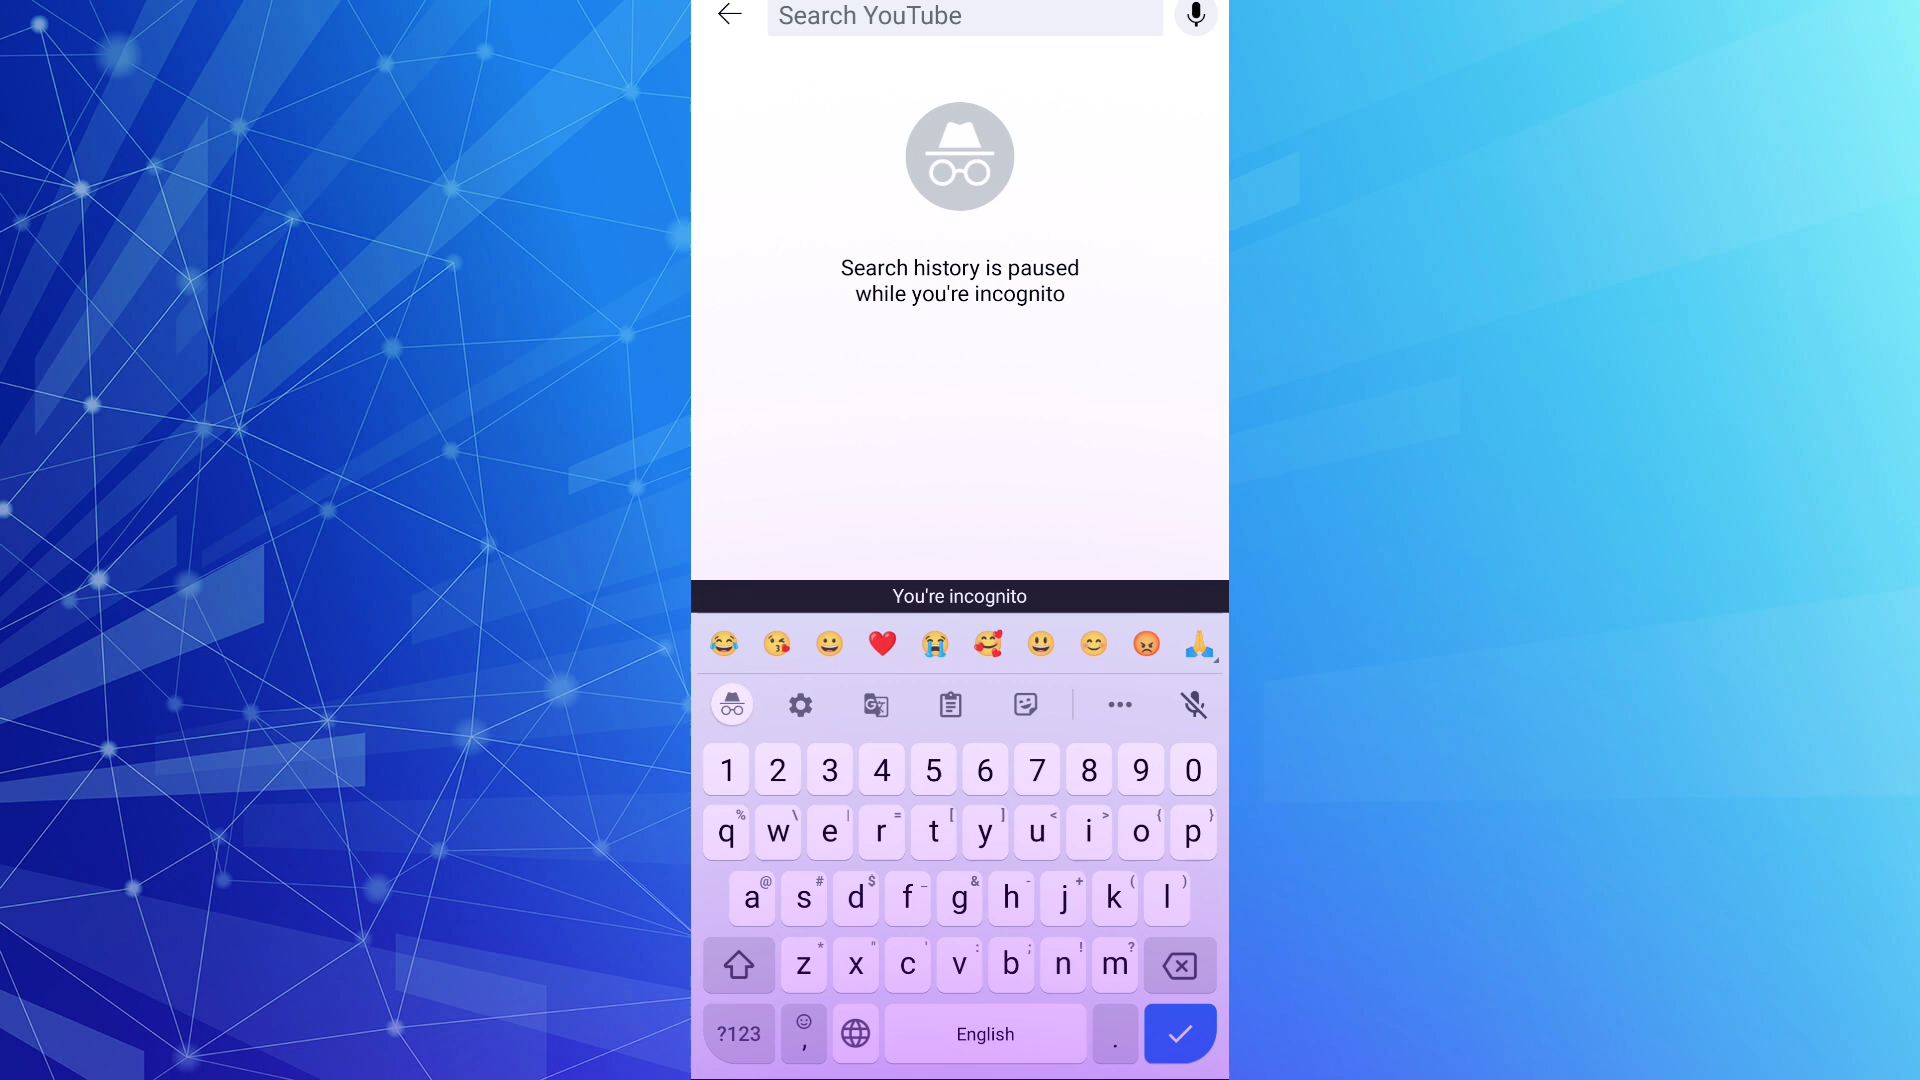 Search YouTube
Search history is paused
while you're incognito
You're incognito
1 2 3 4 5 6 7 8 9 0
% \ | = [ ] < > { }
q w e r t y u i o p
@ # $ _ & - + ( )
a s d f g h j k l
* " ' : ; ! ?
z x c v b n m
?123 , English .